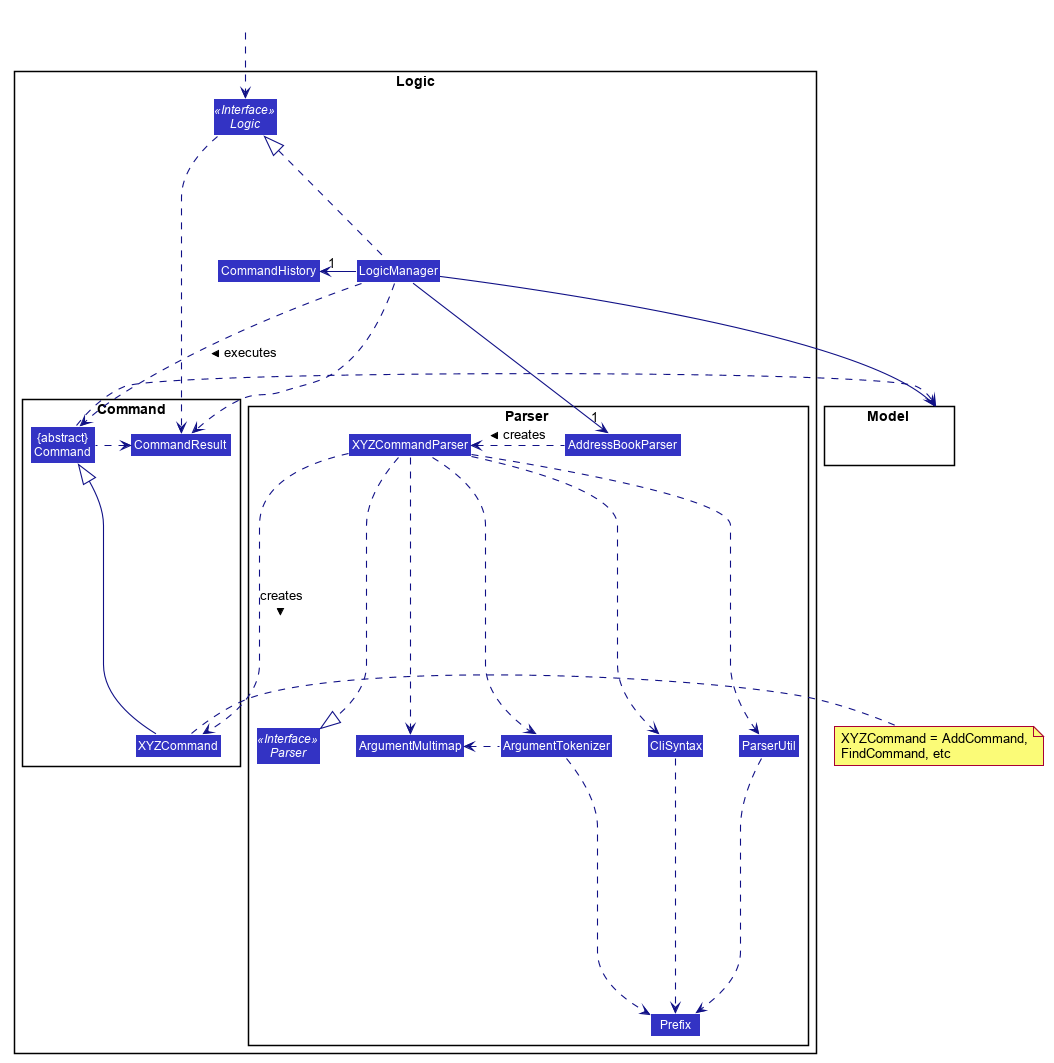 Logic
«Interface»
Logic
CommandHistory
1
LogicManager
◄ executes
Command
{abstract}
Command
CommandResult
Parser
XYZCommandParser
◄ creates
1
AddressBookParser
Model
creates
▼
XYZCommand
«Interface»
Parser
ArgumentMultimap
ArgumentTokenizer
CliSyntax
ParserUtil
XYZCommand = AddCommand,
FindCommand, etc
Prefix